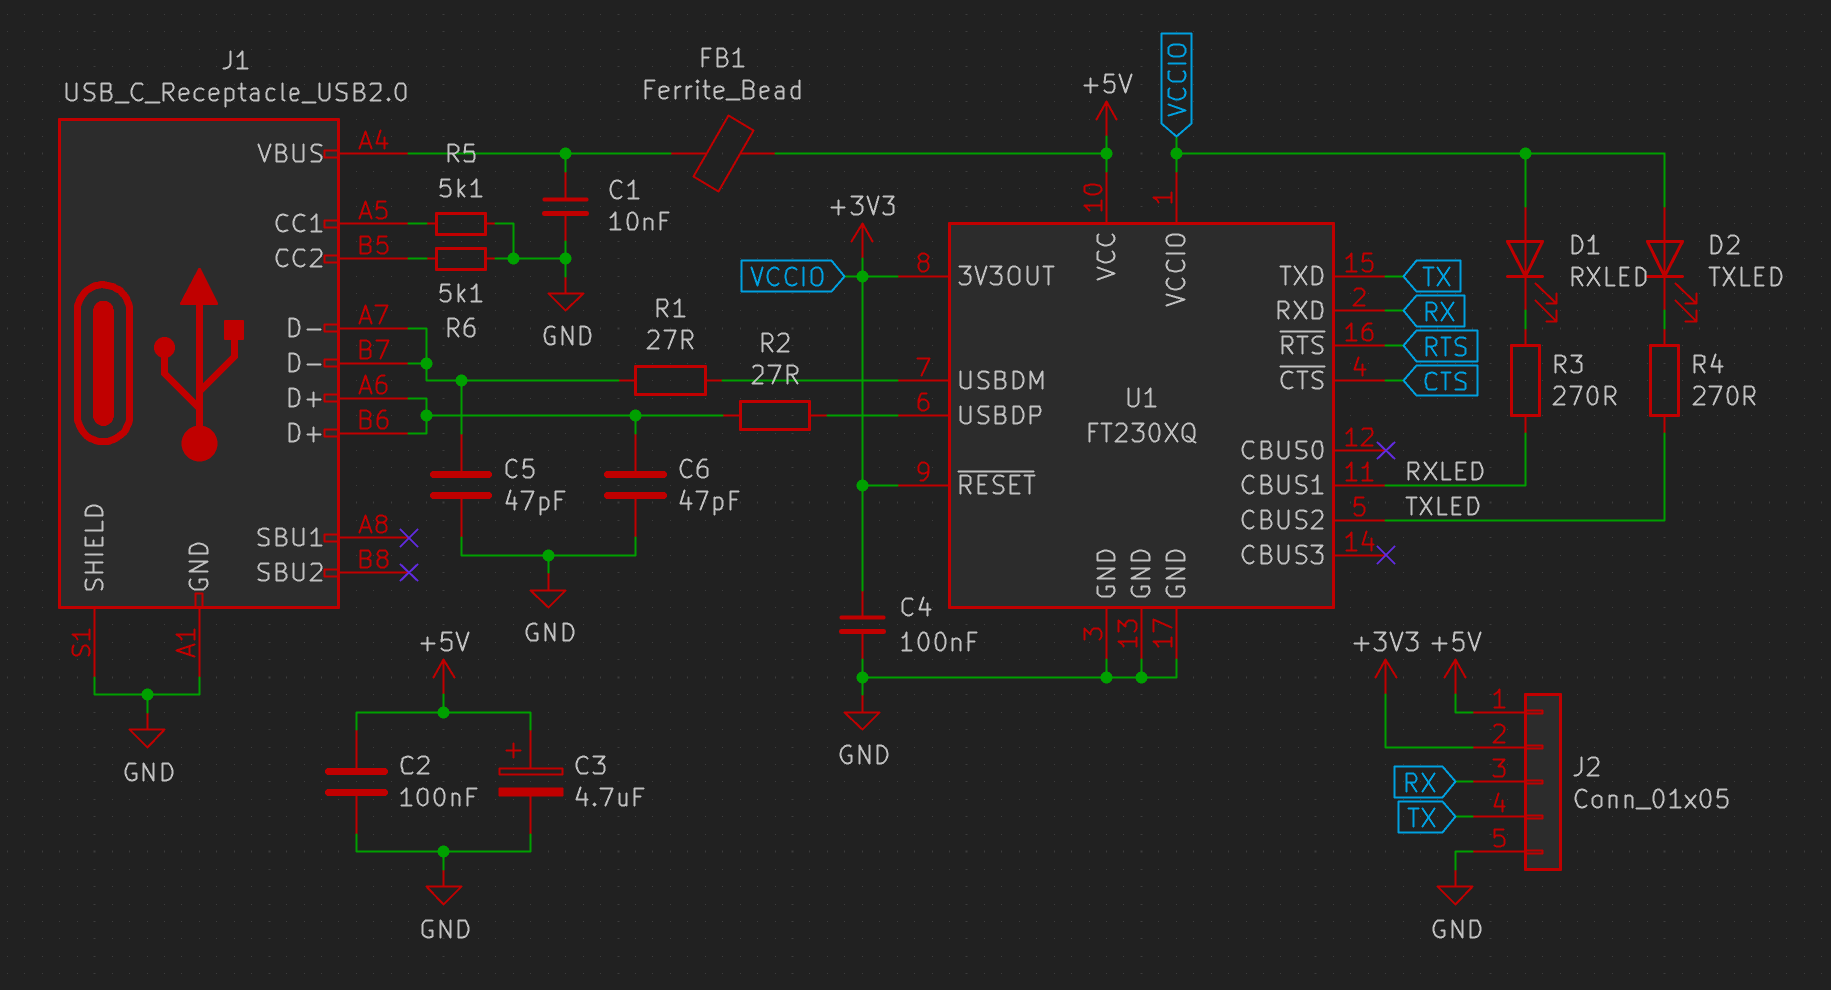 J1
USB_C_Receptacle_USB2.0
VBUS
A4
CC1
A5
CC2
B5
D-
A7
D-
B7
D+
A6
D+
B6
SBU1
A8
SBU2
B8
SHIELD
GND
S1
A1
GND
R5
5k1
5k1
R6
C1
10nF
GND
FB1
Ferrite_Bead
R1
27R
R2
27R
C5
47pF
C6
47pF
GND
+5V
C2
100nF
+
C3
4.7uF
GND
+3V3
VCCIO
+5V
VCCIO
10
1
8
3V3OUT
VCC
VCCIO
7
USBDM
6
USBDP
9
RESET
U1
FT230XQ
TXD
15
TX
RXD
2
RX
RTS
16
RTS
CTS
4
CTS
CBUS0
12
CBUS1
11
RXLED
CBUS2
5
TXLED
CBUS3
14
GND
GND
GND
3
13
17
C4
100nF
GND
D1
RXLED
D2
TXLED
R3
270R
R4
270R
+3V3
+5V
1
2
RX
3
TX
4
5
J2
Conn_01x05
GND